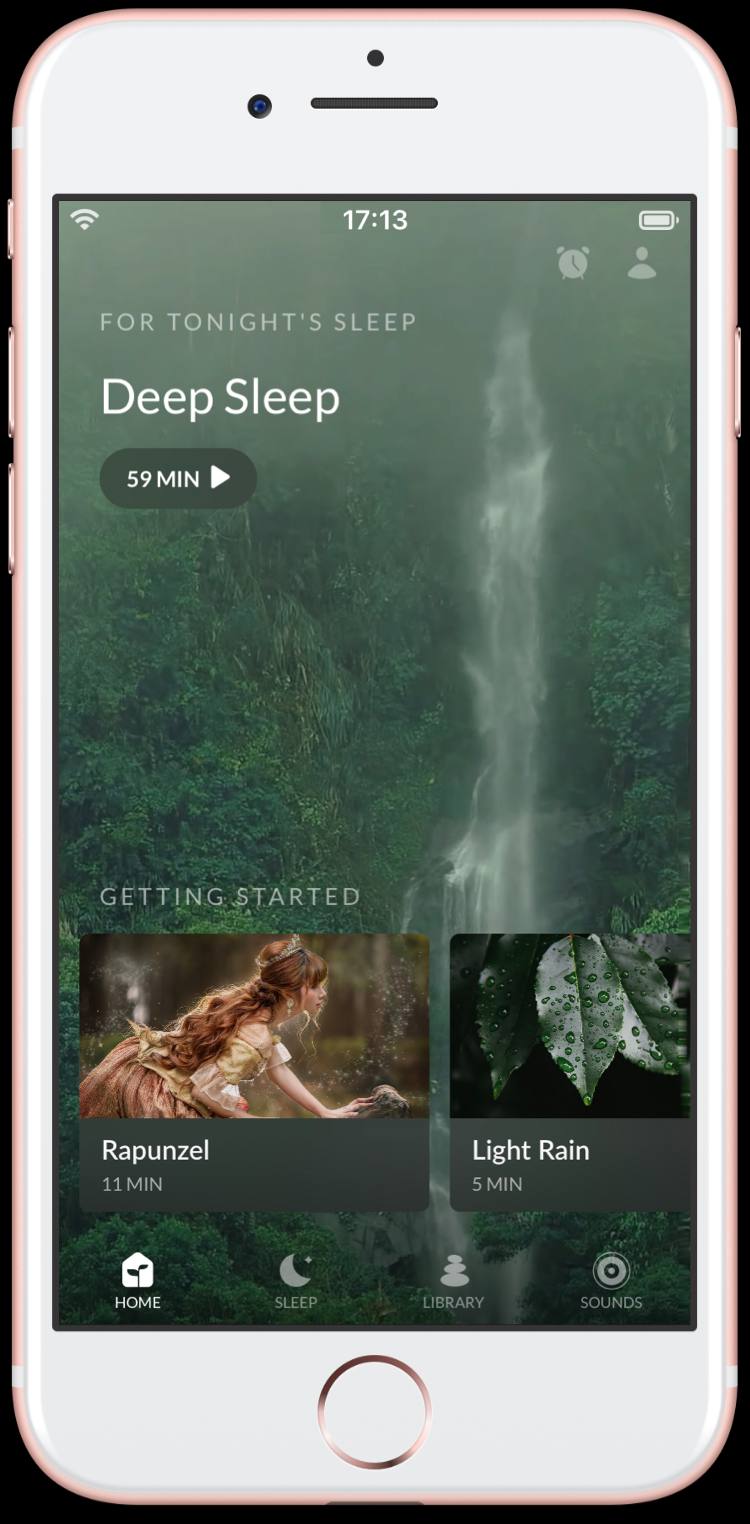 17:13
FOR TONIGHT'S SLEEP
Deep Sleep
59 MIN
GETTING STARTED
Rapunzel
11 MIN
Light Rain
5 MIN
HOME
SLEEP
LIBRARY
SOUNDS